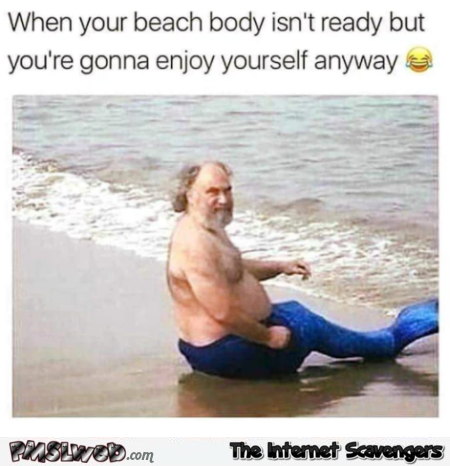 When your beach body isn't ready but
you're gonna enjoy yourself anyway 😂
PMSLweb.com
The Internet Scavengers